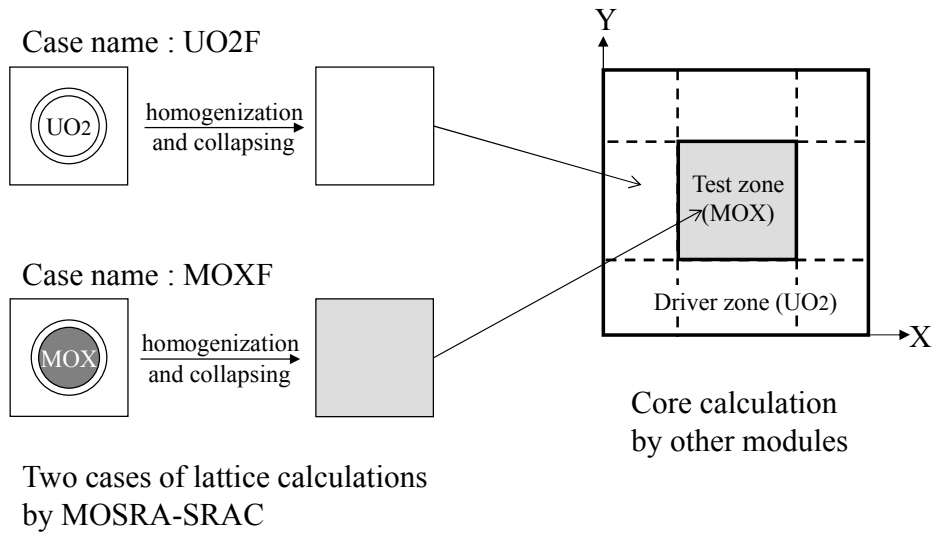 Case name : UO2F
UO2
homogenization
and collapsing
Case name : MOXF
MOX
homogenization
and collapsing
Two cases of lattice calculations
by MOSRA-SRAC
Y
Test zone
(MOX)
Driver zone (UO2)
X
Core calculation
by other modules